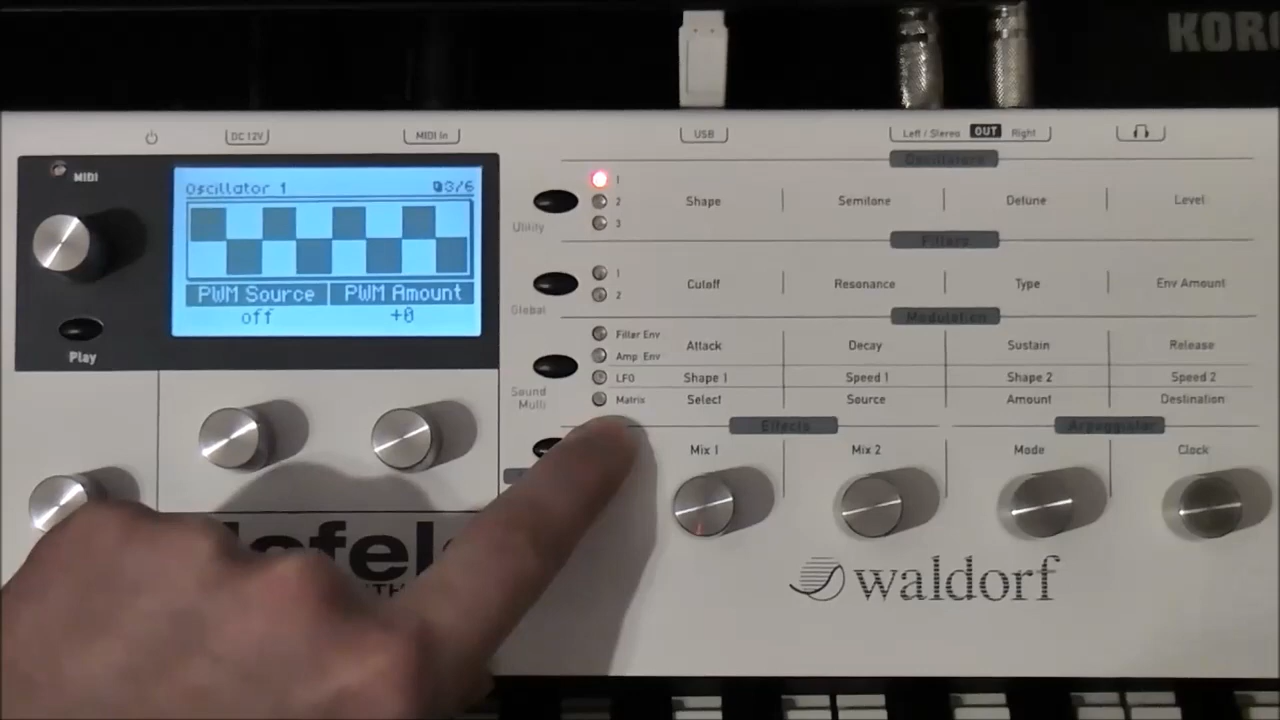 KORG
DC 12V
MIDI In
USB
Left / Stereo OUT Right
MIDI
Oscillator 1 3/6
PWM Source PWM Amount
off +0
Play
Oscillators
1
2
3
Shape Semitone Detune Level
Utility
Filters
1
2
Cutoff Resonance Type Env Amount
Global
Modulation
Filter Env Attack Decay Sustain Release
Amp Env
LFO Shape 1 Speed 1 Shape 2 Speed 2
Matrix Select Source Amount Destination
Sound
Multi
Effects Arpeggiator
Mix 1 Mix 2 Mode Clock
waldorf